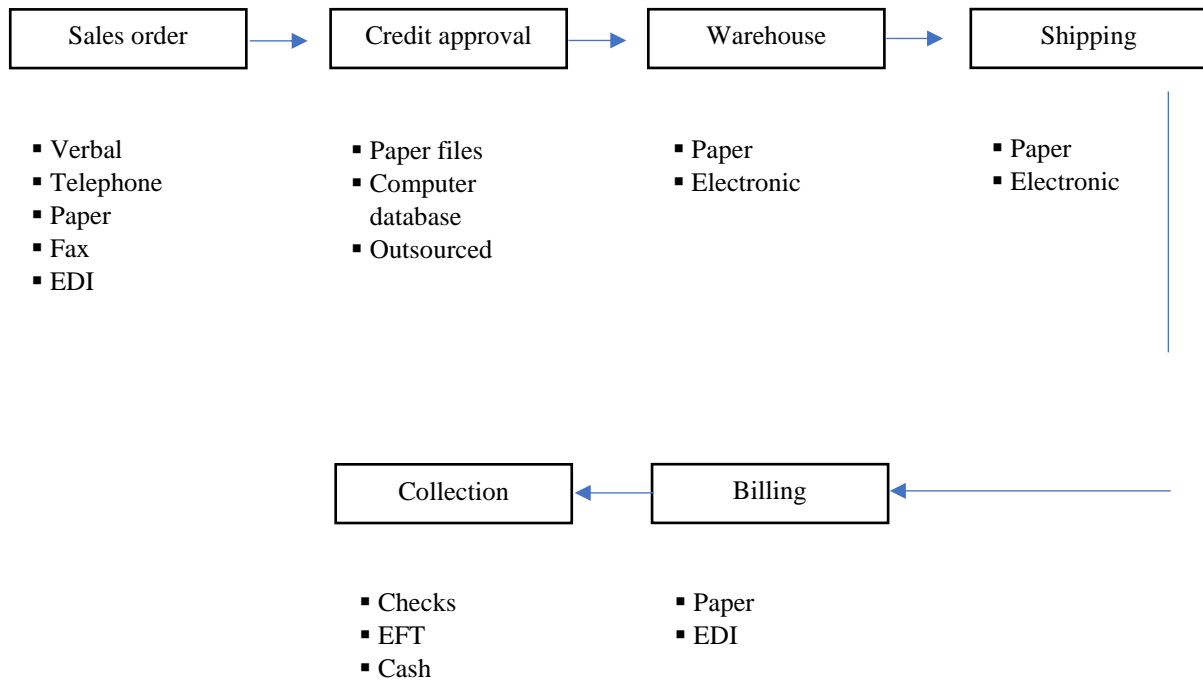 Sales order
Credit approval
Warehouse
Shipping
▪ Verbal
▪ Telephone
▪ Paper
▪ Fax
▪ EDI
▪ Paper files
▪ Computer
database
▪ Outsourced
▪ Paper
▪ Electronic
▪ Paper
▪ Electronic
Collection
Billing
▪ Checks
▪ EFT
▪ Cash
▪ Paper
▪ EDI